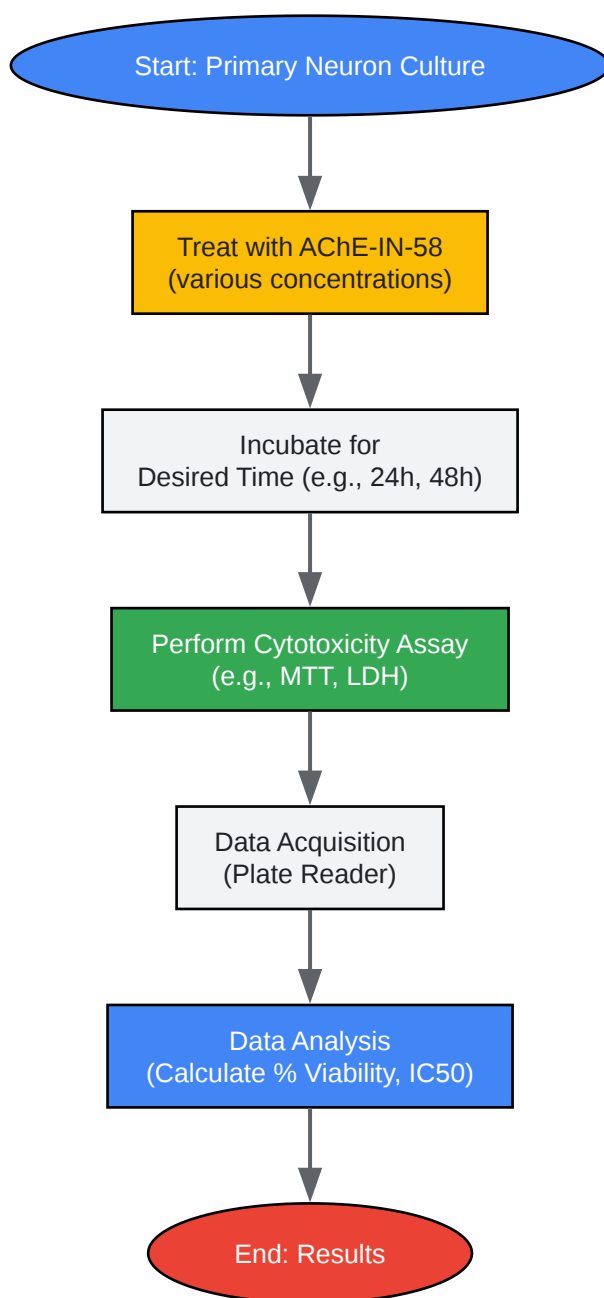 Start: Primary Neuron Culture
Treat with AChE-IN-58
(various concentrations)
Incubate for
Desired Time (e.g., 24h, 48h)
Perform Cytotoxicity Assay
(e.g., MTT, LDH)
Data Acquisition
(Plate Reader)
Data Analysis
(Calculate % Viability, IC50)
End: Results